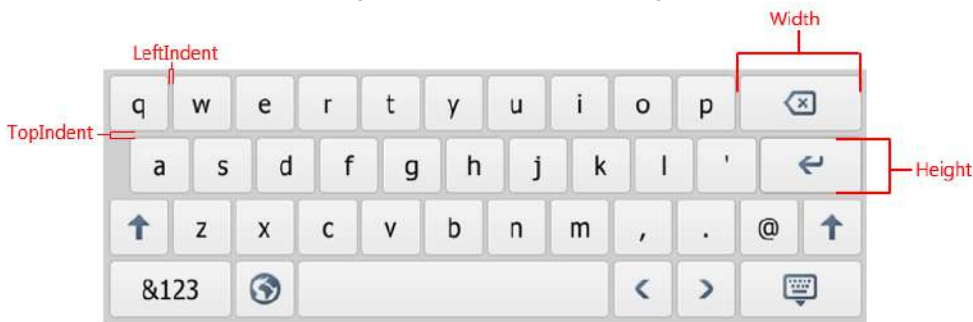 Width
LeftIndent
q w e r t y u i o p
TopIndent
a s d f g h j k l '
Height
z x c v b n m , . @
&123